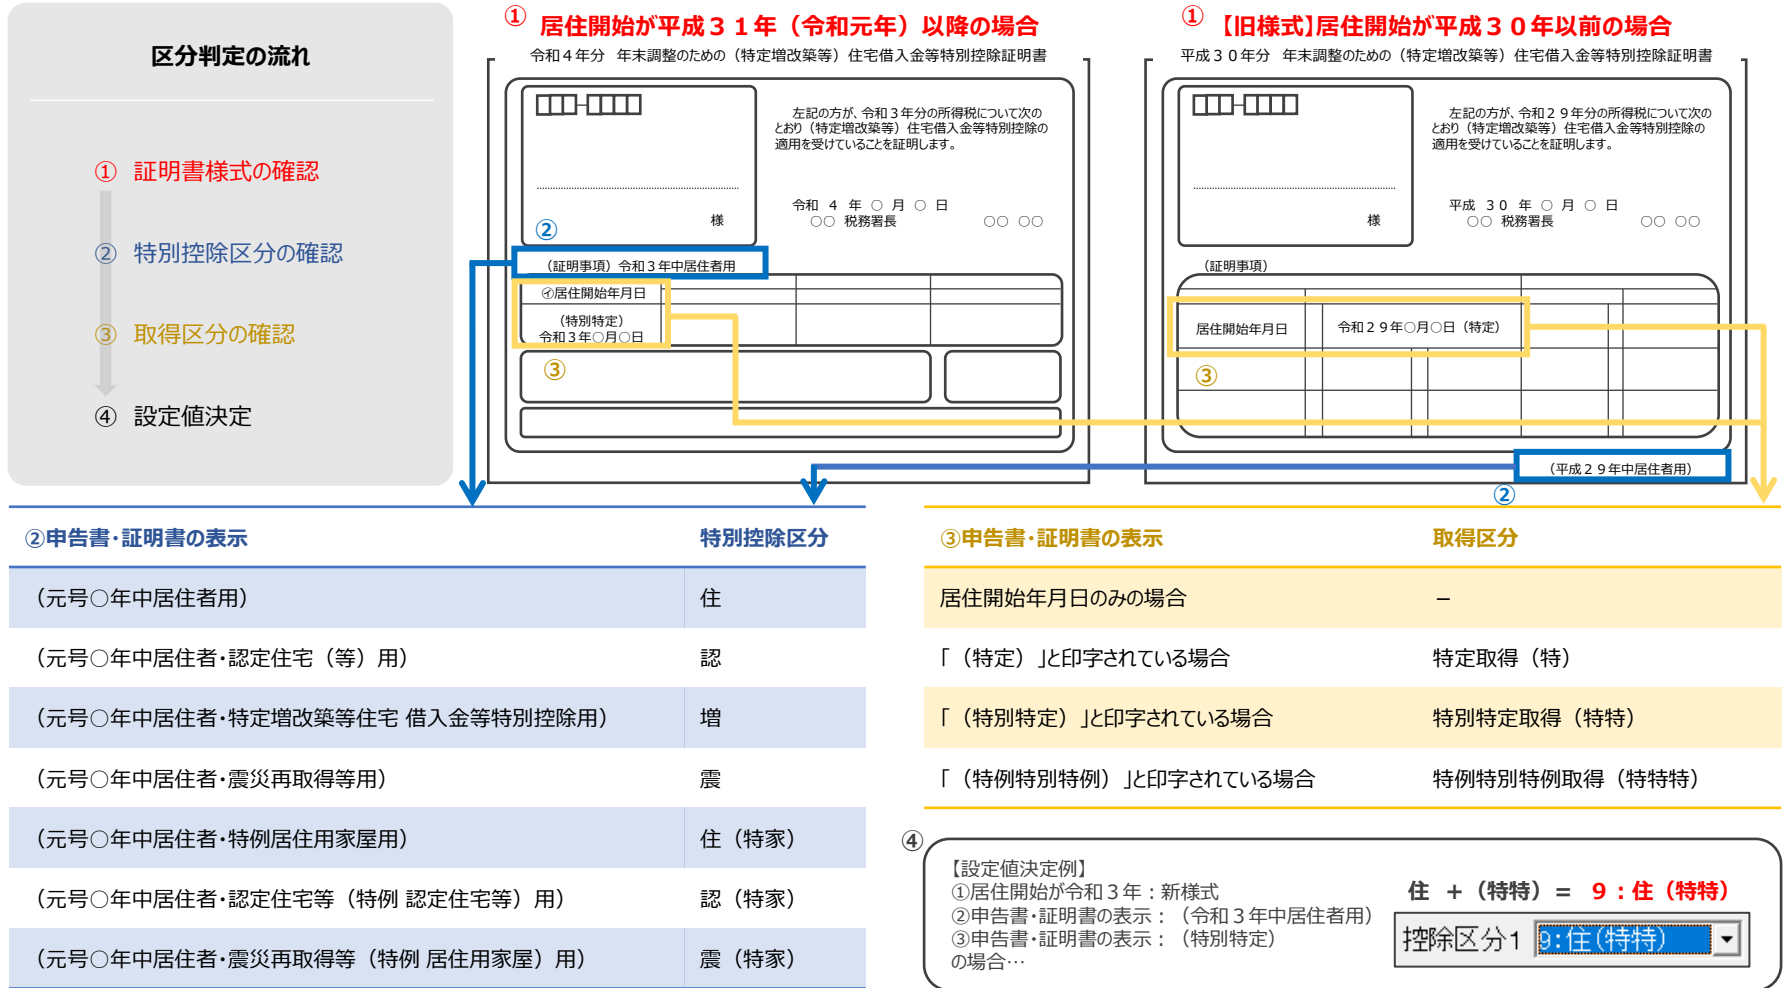 区分判定の流れ
① 証明書様式の確認
② 特別控除区分の確認
③ 取得区分の確認
④ 設定値決定
① 居住開始が平成３１年（令和元年）以降の場合
令和４年分 年末調整のための（特定増改築等）住宅借入金等特別控除証明書
左記の方が、令和３年分の所得税について次の
とおり（特定増改築等）住宅借入金等特別控除の
適用を受けていることを証明します。
令和 ４ 年 ○ 月 ○ 日
○○ 税務署長 ○○ ○○
様
②
（証明事項）令和３年中居住者用
㋑居住開始年月日
（特別特定）
令和３年○月○日
③
① 【旧様式】居住開始が平成３０年以前の場合
平成３０年分 年末調整のための（特定増改築等）住宅借入金等特別控除証明書
左記の方が、令和２９年分の所得税について次の
とおり（特定増改築等）住宅借入金等特別控除の
適用を受けていることを証明します。
平成 ３０ 年 ○ 月 ○ 日
○○ 税務署長 ○○ ○○
様
（証明事項）
居住開始年月日 令和２９年○月○日（特定）
③
（平成２９年中居住者用）
②
②申告書・証明書の表示 特別控除区分
（元号○年中居住者用） 住
（元号○年中居住者・認定住宅（等）用） 認
（元号○年中居住者・特定増改築等住宅 借入金等特別控除用） 増
（元号○年中居住者・震災再取得等用） 震
（元号○年中居住者・特例居住用家屋用） 住（特家）
（元号○年中居住者・認定住宅等（特例 認定住宅等）用） 認（特家）
（元号○年中居住者・震災再取得等（特例 居住用家屋）用） 震（特家）
③申告書・証明書の表示 取得区分
居住開始年月日のみの場合 －
「（特定）」と印字されている場合 特定取得（特）
「（特別特定）」と印字されている場合 特別特定取得（特特）
「（特例特別特例）」と印字されている場合 特例特別特例取得（特特特）
④
【設定値決定例】
①居住開始が令和３年：新様式
②申告書・証明書の表示：（令和３年中居住者用）
③申告書・証明書の表示：（特別特定）
の場合…
住 ＋（特特）＝ ９：住（特特）
控除区分1 9:住(特特)